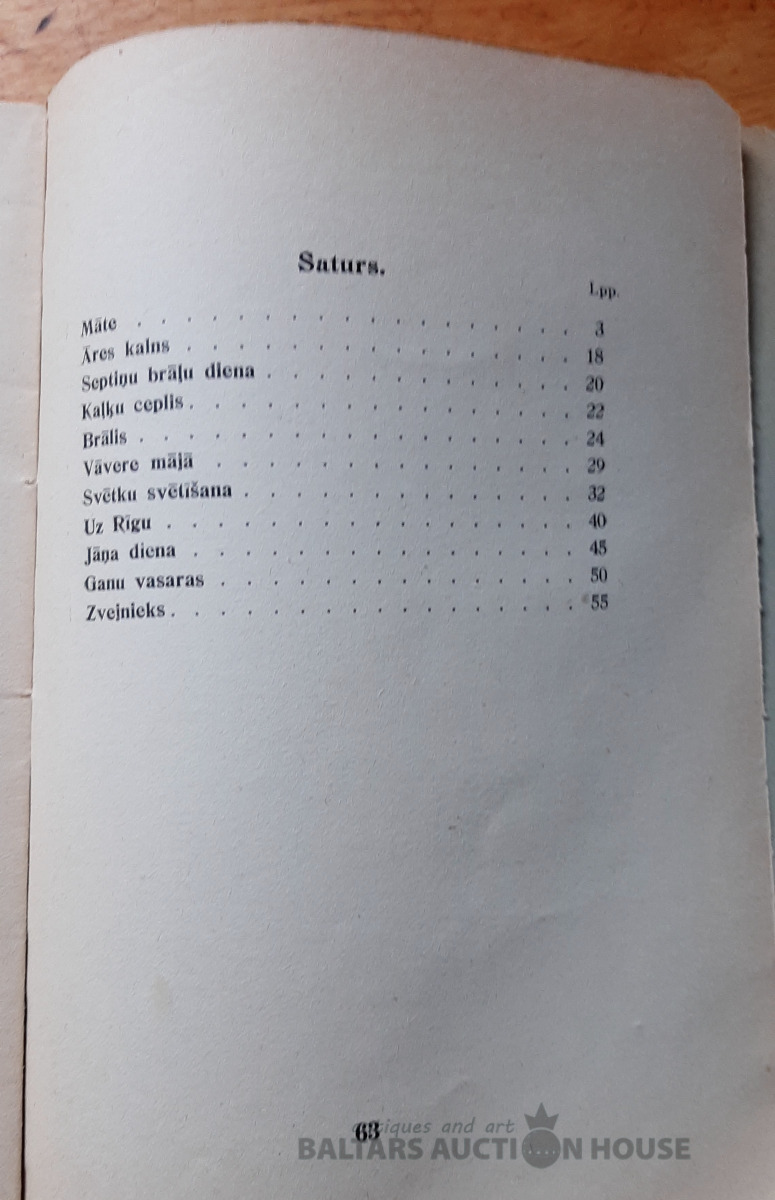 Saturs.
Lpp.
Māte . . . . . . . . . . . . . . . . . 3
Āres kalns . . . . . . . . . . . . . . . 18
Septiņu brāļu diena . . . . . . . . . . . . 20
Kaļķu ceplis . . . . . . . . . . . . . . . 22
Brālis . . . . . . . . . . . . . . . . . 24
Vāvere mājā . . . . . . . . . . . . . . 29
Svētku svētīšana . . . . . . . . . . . . . 32
Uz Rīgu . . . . . . . . . . . . . . . . 40
Jāņa diena . . . . . . . . . . . . . . . 45
Ganu vasaras . . . . . . . . . . . . . . 50
Zvejnieks . . . . . . . . . . . . . . . . 55
63
antiques and art
BALTARS AUCTION HOUSE